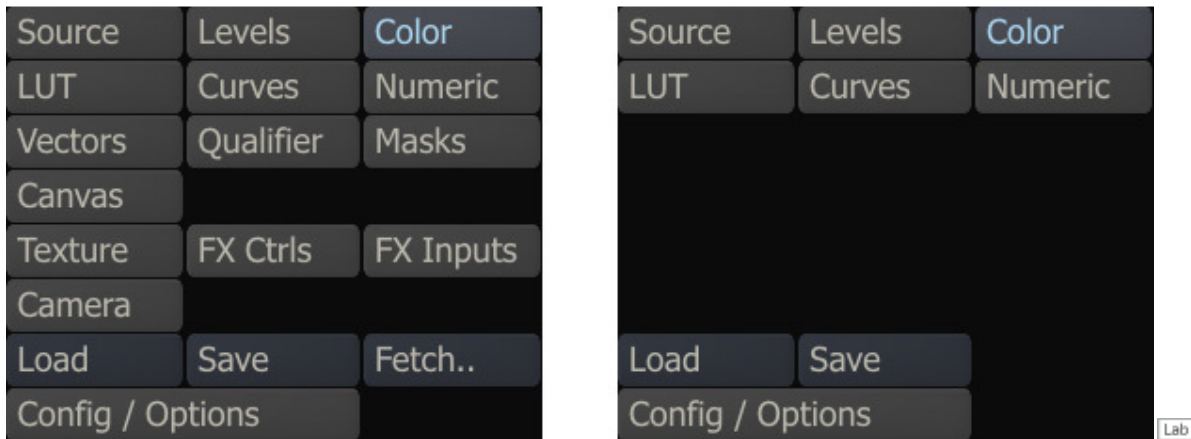 Source Levels Color
LUT Curves Numeric
Vectors Qualifier Masks
Canvas
Texture FX Ctrls FX Inputs
Camera
Load Save Fetch..
Config / Options
Source Levels Color
LUT Curves Numeric
Load Save
Config / Options
Lab